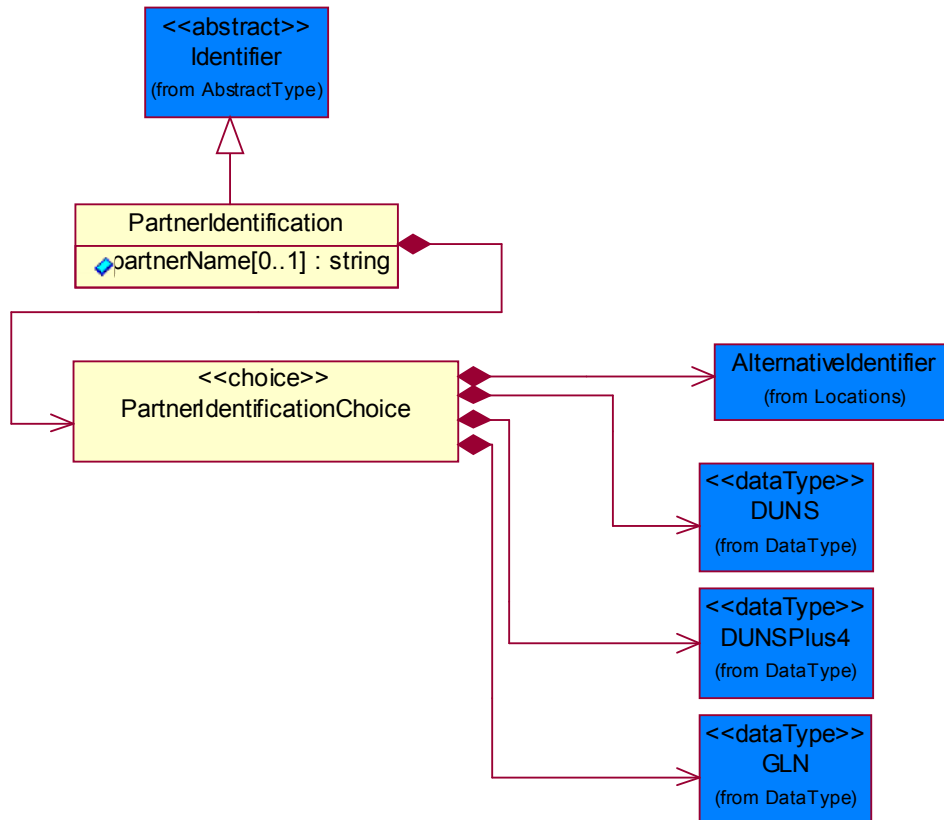 <<abstract>>
Identifier
(from AbstractType)
PartnerIdentification
partnerName[0..1] : string
<<choice>>
PartnerIdentificationChoice
AlternativeIdentifier
(from Locations)
<<dataType>>
DUNS
(from DataType)
<<dataType>>
DUNSPlus4
(from DataType)
<<dataType>>
GLN
(from DataType)